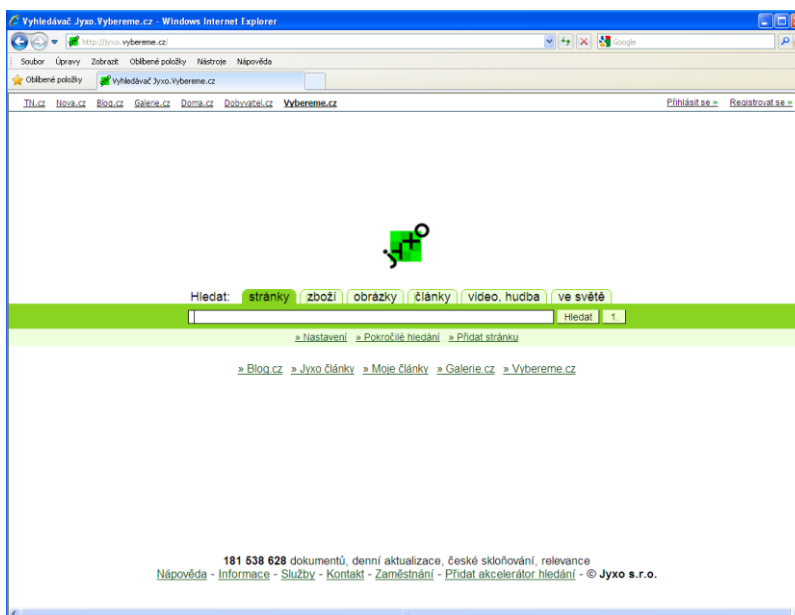 Vyhledávač Jyxo.Vybereme.cz - Windows Internet Explorer
http://jyxo.vybereme.cz/ Google
Soubor Úpravy Zobrazit Oblíbené položky Nástroje Nápověda
Oblíbené položky Vyhledávač Jyxo.Vybereme.cz
TN.cz Nova.cz Blog.cz Galerie.cz Doma.cz Dobyvatel.cz Vybereme.cz Přihlásit se » Registrovat se »
jyxo
Hledat: stránky zboží obrázky články video, hudba ve světě
Hledat 1.
» Nastavení » Pokročilé hledání » Přidat stránku
» Blog.cz » Jyxo články » Moje články » Galerie.cz » Vybereme.cz
181 538 628 dokumentů, denní aktualizace, české skloňování, relevance
Nápověda - Informace - Služby - Kontakt - Zaměstnání - Přidat akcelerátor hledání - © Jyxo s.r.o.